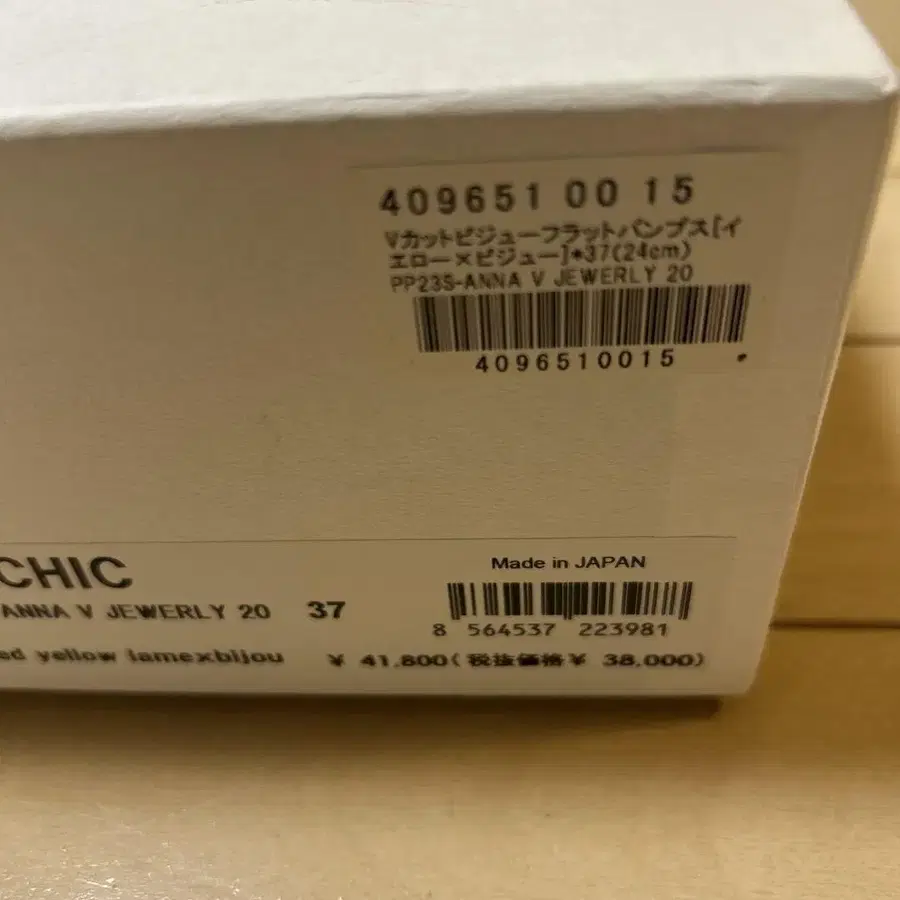 409651 00 15
Vカットビジューフラットパンプス[イ
エロー×ビジュー]*37(24cm)
PP23S-ANNA V JEWERLY 20
4096510015
CHIC
Made in JAPAN
ANNA V JEWERLY 20 37
8 564537 223981
ed yellow lamexbijou ¥ 41,800(税抜価格¥ 38,000)